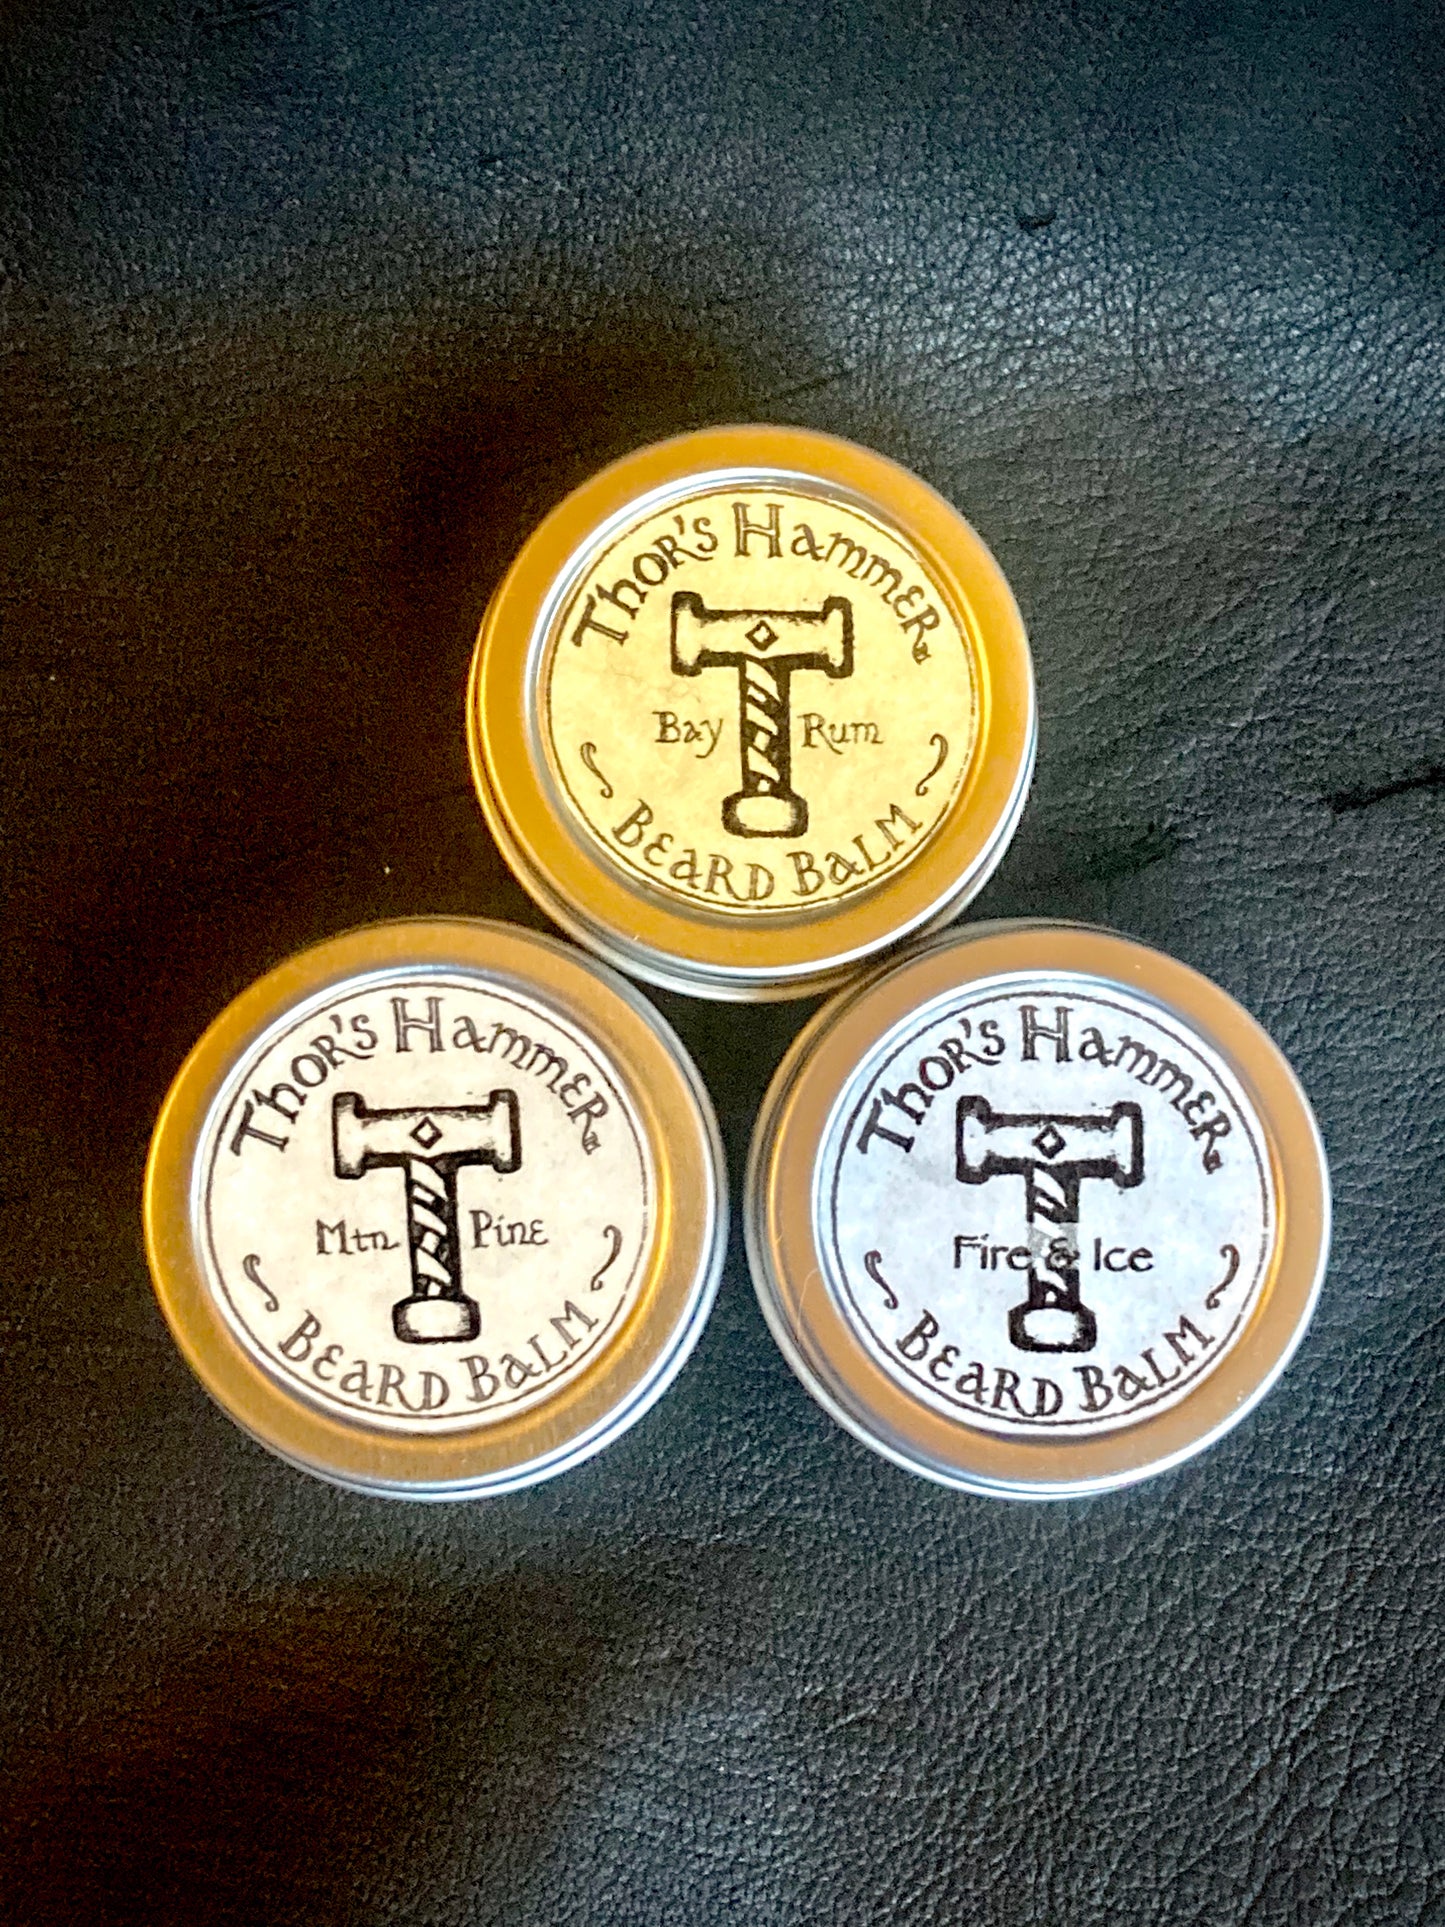 Thor's Hammer
Bay Rum
Beard Balm
Thor's Hammer
Mtn Pine
Beard Balm
Thor's Hammer
Fire & Ice
Beard Balm